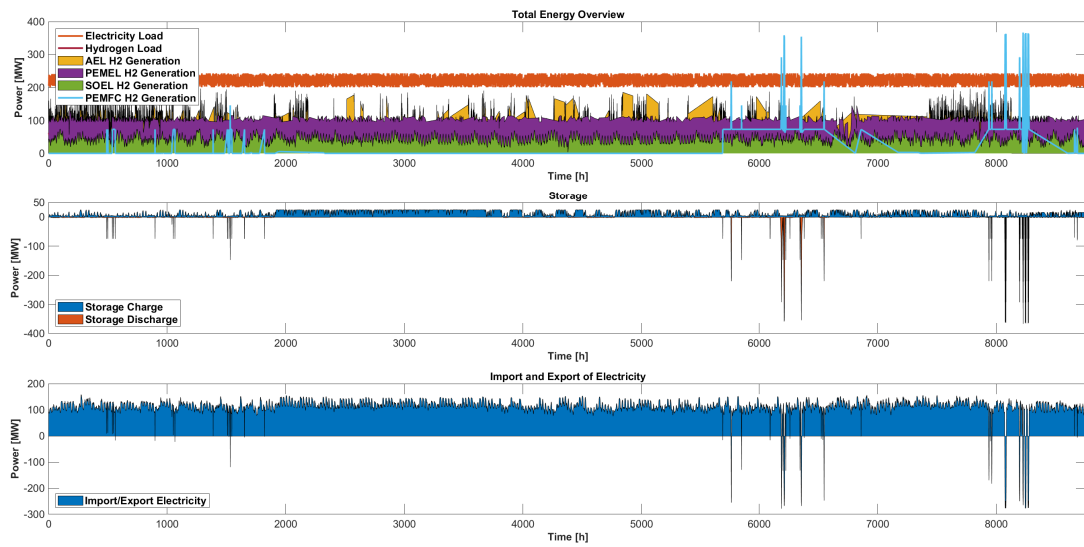 Total Energy Overview
400
300
200
100
0
Power [MW]
Electricity Load
Hydrogen Load
AEL H2 Generation
PEMEL H2 Generation
SOEL H2 Generation
PEMFC H2 Generation
0 1000 2000 3000 4000 5000 6000 7000 8000
Time [h]
Storage
50
0
-100
-200
-300
-400
Power [MW]
Storage Charge
Storage Discharge
0 1000 2000 3000 4000 5000 6000 7000 8000
Time [h]
Import and Export of Electricity
200
100
0
-100
-200
-300
Power [MW]
Import/Export Electricity
0 1000 2000 3000 4000 5000 6000 7000 8000
Time [h]